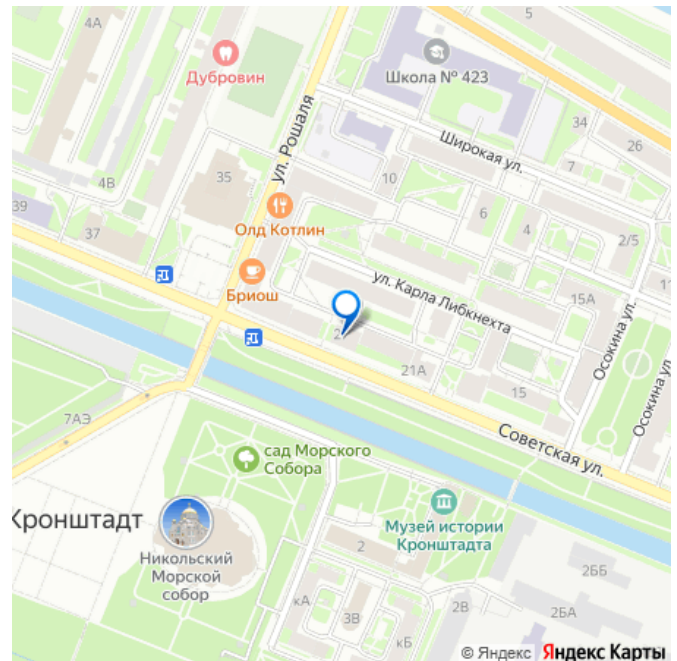 4А
5
Дубровин
Школа № 423
ул. Рошаля
34
26
Широкая ул.
7
4В
35
10
39
6
4
37
Олд Котлин
2/5
Бриош
ул. Карла Либкнехта
15А
11
Осокина ул.
2
21А
15
Осокина ул.
7АЭ
Советская ул.
сад Морского
Собора
Кронштадт
Музей истории
Кронштадта
Никольский
Морской
собор
2
2ББ
кА
3В
2В
2БА
кБ
© Яндекс Яндекс Карты